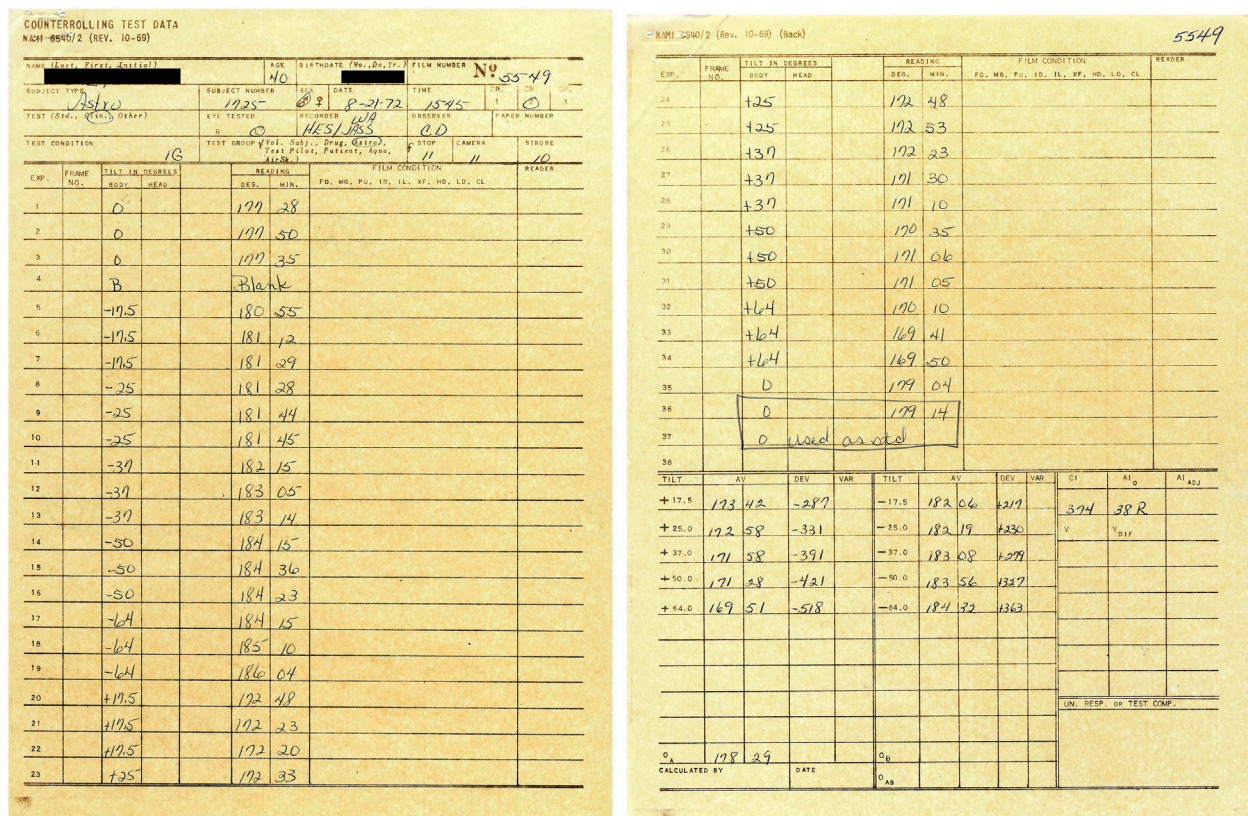 COUNTERROLLING TEST DATA
NAMI 6540/2 (REV. 10-69)
NAME (Last, First, Initial) AGE BIRTHDATE (Mo.,Da,Yr.) FILM NUMBER
40 Nº 5549
SUBJECT TYPE SUBJECT NUMBER SEX DATE TIME CR. CR. CR.
Astro 1725 ♂ ♀ 8-21-72 1545 1 2 3
TEST (Std., Clin., Other) EYE TESTED RECORDER OBSERVER PAPER NUMBER
R O HES/WA JASS C.D
TEST CONDITION TEST GROUP (Vol. Subj., Drug, Astro, STOP CAMERA STROBE
Test Pilot, Patient, Aqua,
AirSk.)
1G f 11 11 10
EXP. FRAME NO. TILT IN DEGREES READING FILM CONDITION READER
BODY HEAD DEG. MIN. FO, MG, PU, ID, IL, XF, HD, LD, CL
1 0 177 28
2 0 177 50
3 0 177 35
4 B Blank
5 -17.5 180 55
6 -17.5 181 12
7 -17.5 181 29
8 -25 181 28
9 -25 181 44
10 -25 181 45
11 -37 182 15
12 -37 183 05
13 -37 183 14
14 -50 184 15
15 -50 184 36
16 -50 184 23
17 -64 184 15
18 -64 185 10
19 -64 186 04
20 +17.5 172 48
21 +17.5 172 23
22 +17.5 172 20
23 +25 172 33
NAMI 6540/2 (Rev. 10-69) (Back) 5549
EXP. FRAME NO. TILT IN DEGREES READING FILM CONDITION READER
BODY HEAD DEG. MIN. FO, MG, PU, ID, IL, XF, HD, LD, CL
24 +25 172 48
25 +25 172 53
26 +37 172 23
27 +37 171 30
28 +37 171 10
29 +50 170 35
30 +50 171 06
31 +50 171 05
32 +64 170 10
33 +64 169 41
34 +64 169 50
35 0 179 04
36 0 179 14
37 0 used as std
38
TILT AV DEV VAR TILT AV DEV VAR CI AI O AI ADJ
+17.5 173 42 -287 -17.5 182 06 +217 374 38 R
+25.0 172 58 -331 -25.0 182 19 +230 V V DIF
+37.0 171 58 -391 -37.0 183 08 +279
+50.0 171 28 -421 -50.0 183 56 +327
+64.0 169 51 -518 -64.0 184 32 +363
UN. RESP. OR TEST COMP.
O A 178 29 O B
CALCULATED BY DATE O AB